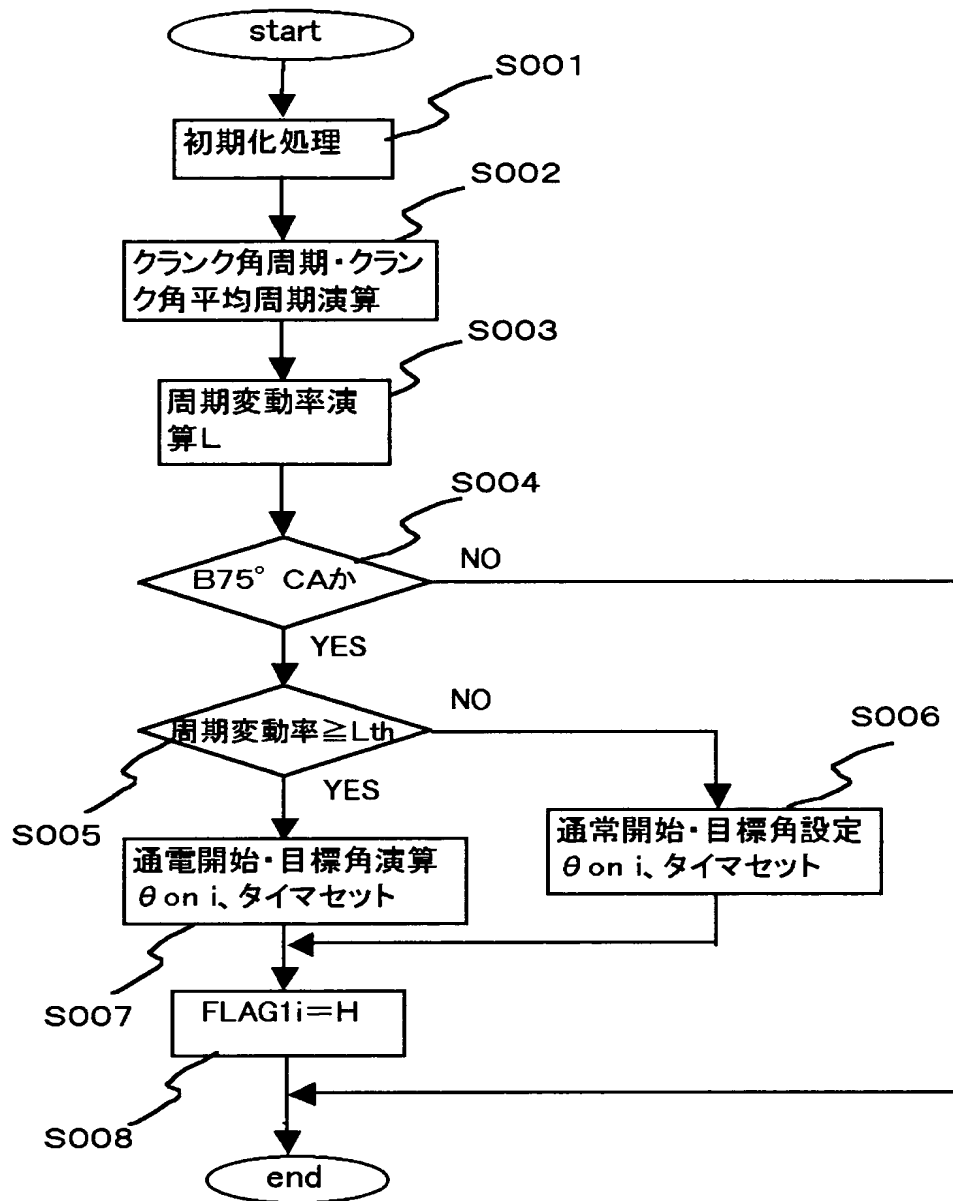 start
S001
初期化処理
S002
クランク角周期・クラン
ク角平均周期演算
S003
周期変動率演
算L
S004
B75°CAか
NO
YES
周期変動率≧Lth
NO
S006
YES
S005
通常開始・目標角設定
θon i、タイマセット
通電開始・目標角演算
θon i、タイマセット
S007
FLAG1i＝H
S008
end